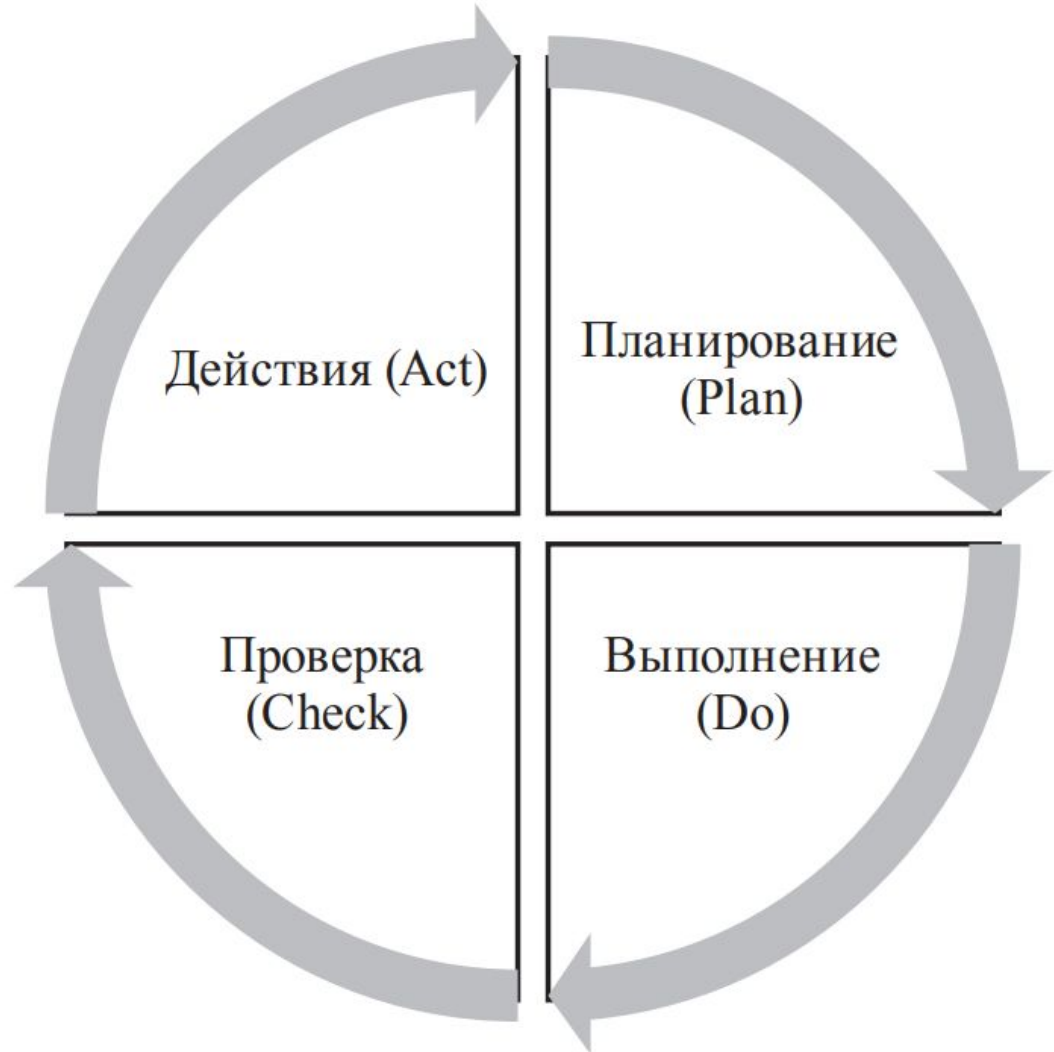 Действия (Act)
Планирование
(Plan)
Проверка
(Check)
Выполнение
(Do)